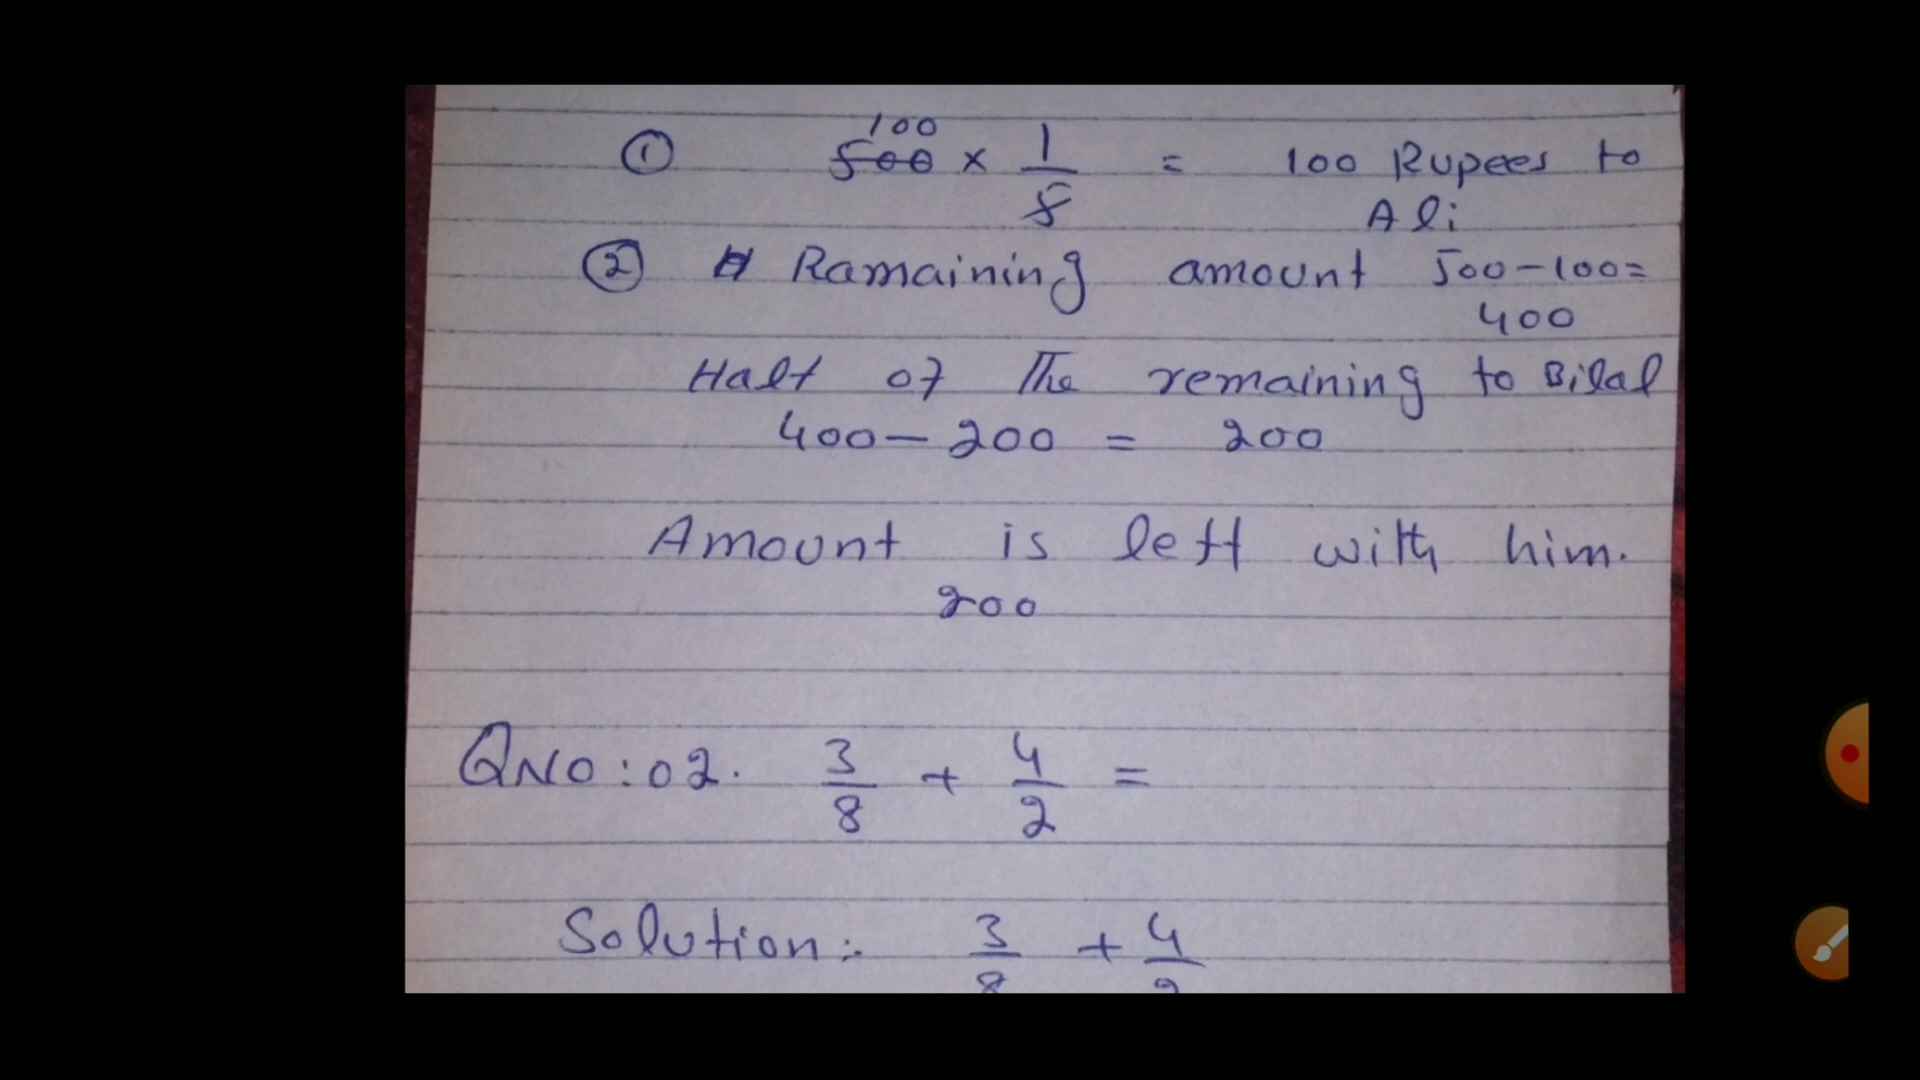 ① 500 100 × 1/5 = 100 Rupees to
Ali
② Ramaining amount 500-100=
400
Half of The remaining to Bilal
400 - 200 = 200
Amount is left with him.
200
QNO:02. 3/8 + 4/2 =
Solution:- 3/8 + 4/2